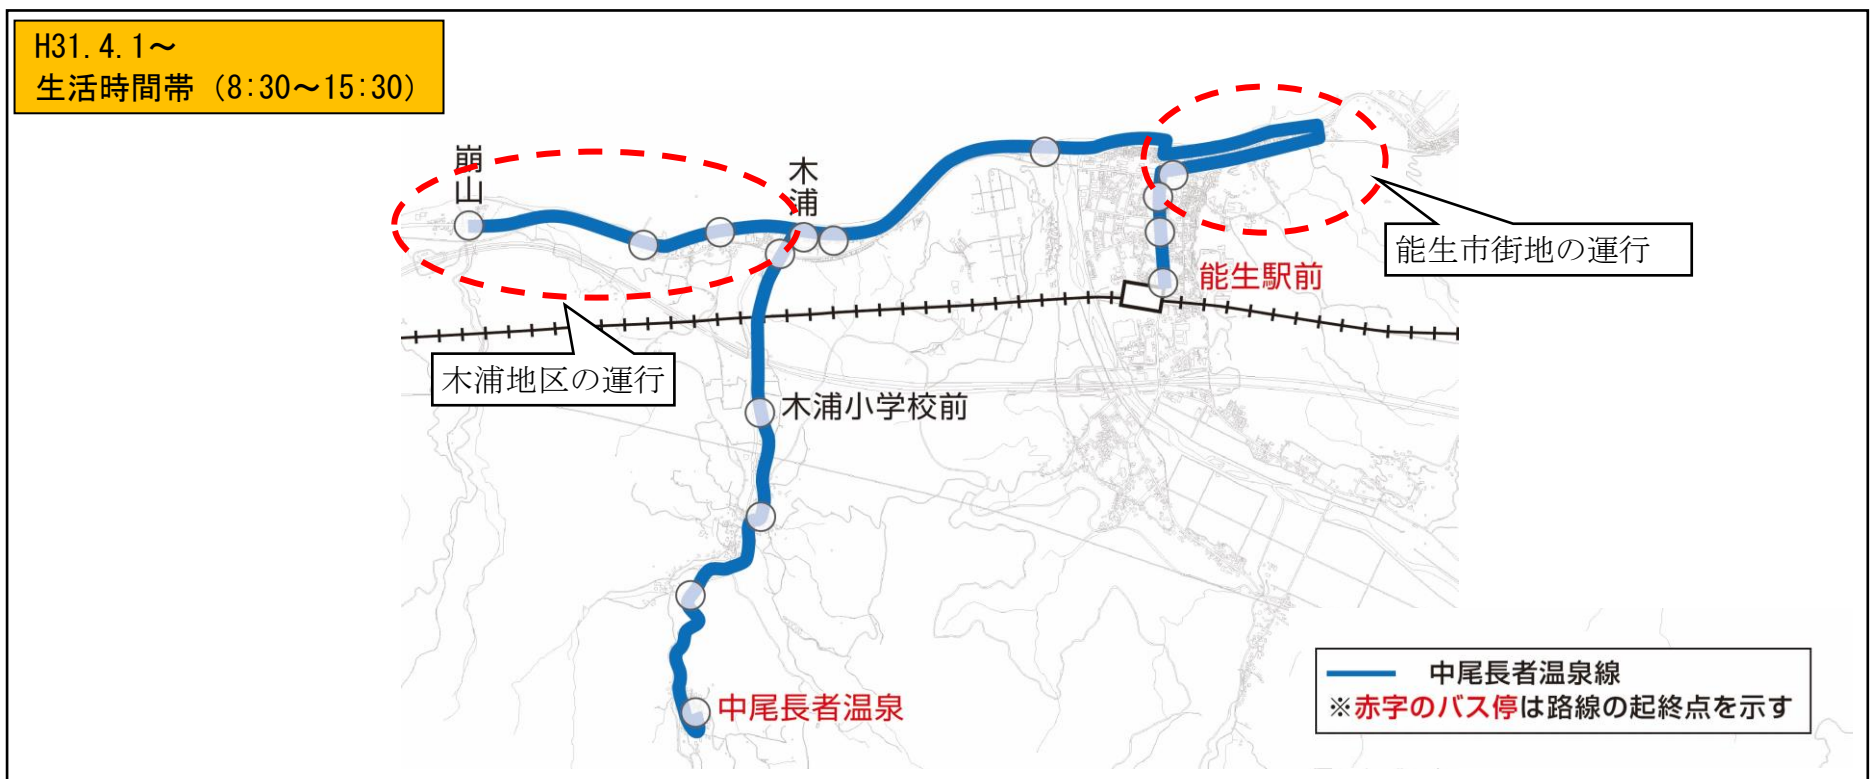 H31.4.1～
生活時間帯（8:30～15:30）
崩山
木浦
能生市街地の運行
能生駅前
木浦地区の運行
木浦小学校前
中尾長者温泉
中尾長者温泉線
※赤字のバス停は路線の起終点を示す